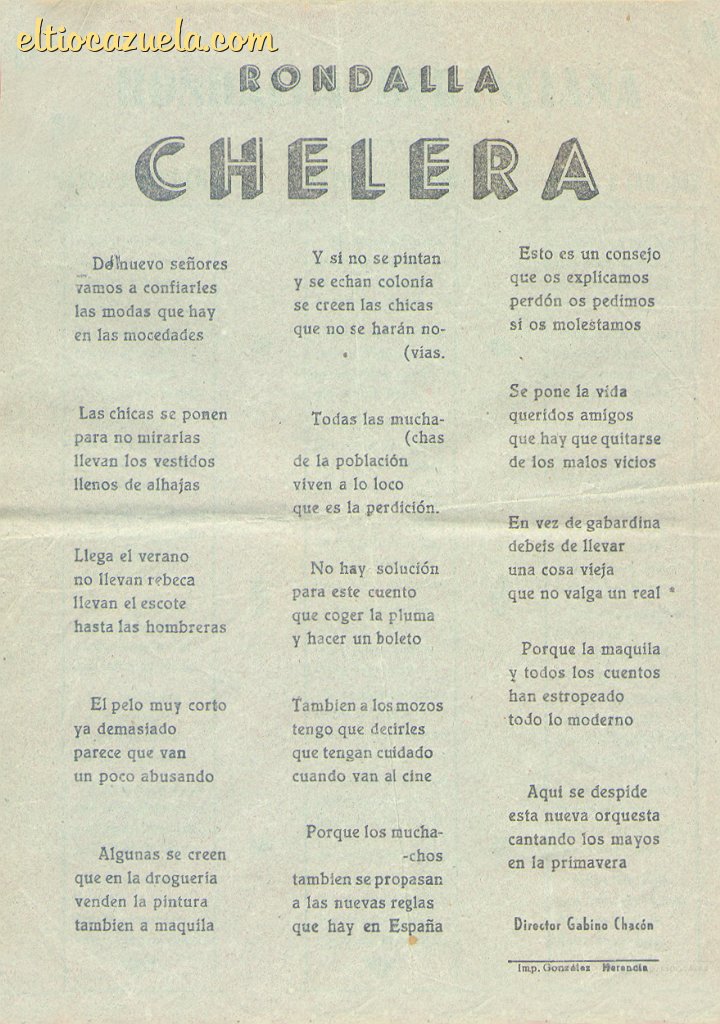 eltiocazuela.com
RONDALLA
CHELERA
De nuevo señores
vamos a confiarles
las modas que hay
en las mocedades
Las chicas se ponen
para no mirarlas
llevan los vestidos
llenos de alhajas
Llega el verano
no llevan rebeca
llevan el escote
hasta las hombreras
El pelo muy corto
ya demasiado
parece que van
un poco abusando
Algunas se creen
que en la droguería
venden la pintura
tambien a maquila
Y si no se pintan
y se echan colonia
se creen las chicas
que no se harán no-
(vias.
Todas las mucha-
(chas
de la población
viven a lo loco
que es la perdición.
No hay solución
para este cuento
que coger la pluma
y hacer un boleto
Tambien a los mozos
tengo que decirles
que tengan cuidado
cuando van al cine
Porque los mucha-
-chos
tambien se propasan
a las nuevas reglas
que hay en España
Esto es un consejo
que os explicamos
perdón os pedimos
si os molestamos
Se pone la vida
queridos amigos
que hay que quitarse
de los malos vicios
En vez de gabardina
debeis de llevar
una cosa vieja
que no valga un real
Porque la maquila
y todos los cuentos
han estropeado
todo lo moderno
Aqui se despide
esta nueva orquesta
cantando los mayos
en la primavera
Director Gabino Chacón
Imp. González Herencia